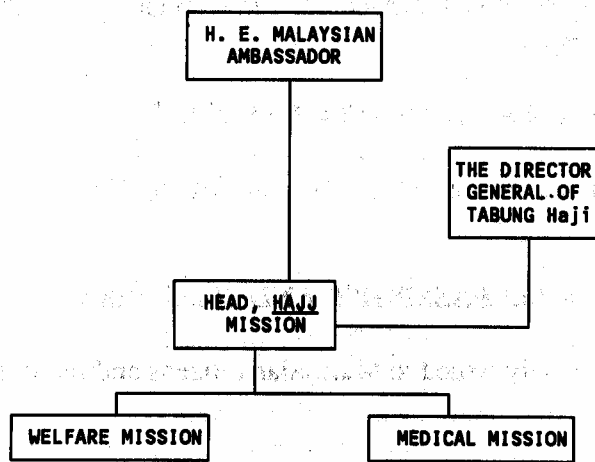 H. E. MALAYSIAN
AMBASSADOR
THE DIRECTOR
GENERAL OF
TABUNG Haji
HEAD, HAJJ
MISSION
WELFARE MISSION
MEDICAL MISSION